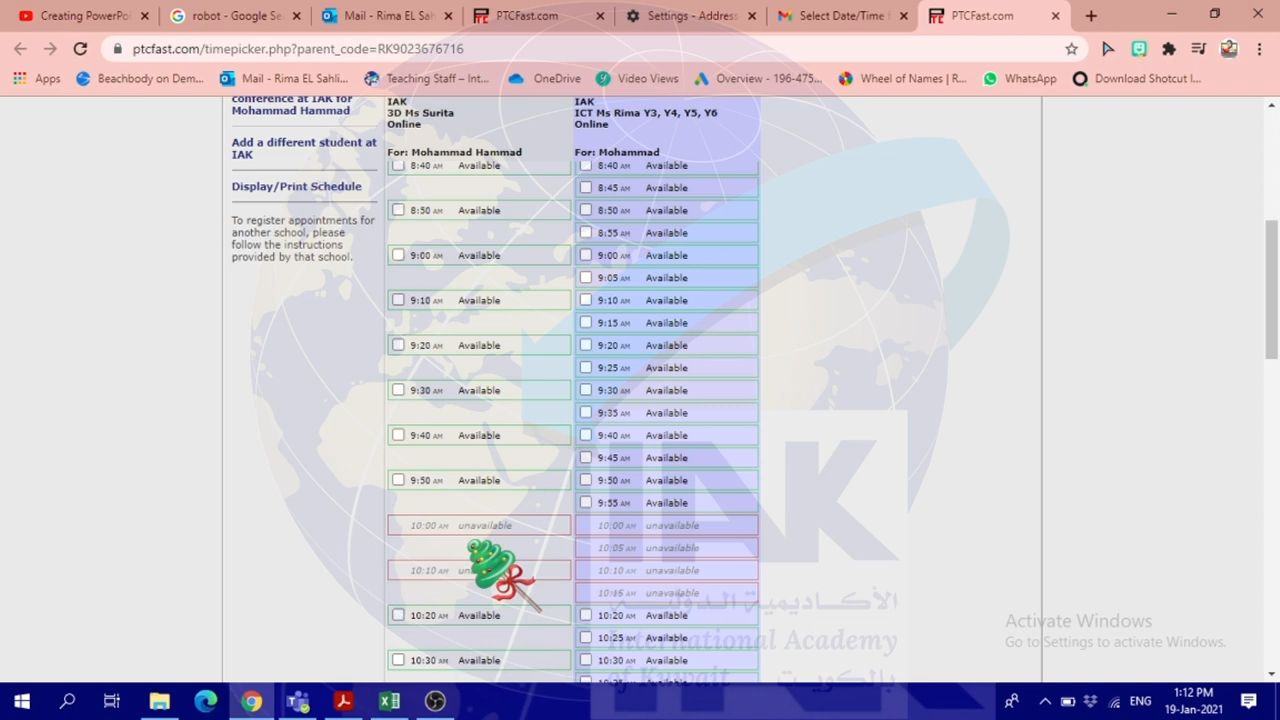 Creating PowerPoi
robot - Google Se
Mail - Rima EL Sah
PTCFast.com
Settings - Address
Select Date/Time
PTCFast.com
ptcfast.com/timepicker.php?parent_code=RK9023676716
Apps
Beachbody on Dem...
Mail - Rima EL Sahli...
Teaching Staff – Int...
OneDrive
Video Views
Overview - 196-475...
Wheel of Names | R...
WhatsApp
Download Shotcut I...
conference at IAK for
Mohammad Hammad
Add a different student at
IAK
Display/Print Schedule
To register appointments for
another school, please
follow the instructions
provided by that school.
IAK
3D Ms Surita
Online
For: Mohammad Hammad
8:40 AM Available
8:50 AM Available
9:00 AM Available
9:10 AM Available
9:20 AM Available
9:30 AM Available
9:40 AM Available
9:50 AM Available
10:00 AM unavailable
10:10 AM
10:20 AM Available
10:30 AM Available
IAK
ICT Ms Rima Y3, Y4, Y5, Y6
Online
For: Mohammad
8:40 AM Available
8:45 AM Available
8:50 AM Available
8:55 AM Available
9:00 AM Available
9:05 AM Available
9:10 AM Available
9:15 AM Available
9:20 AM Available
9:25 AM Available
9:30 AM Available
9:35 AM Available
9:40 AM Available
9:45 AM Available
9:50 AM Available
9:55 AM Available
10:00 AM unavailable
10:05 AM unavailable
10:10 AM unavailable
10:15 AM unavailable
10:20 AM Available
10:25 AM Available
10:30 AM Available
IAK
الأكـاديمية الدوليـة
International Academy
of Kuwait بالكويت
Activate Windows
Go to Settings to activate Windows.
ENG
1:12 PM
19-Jan-2021